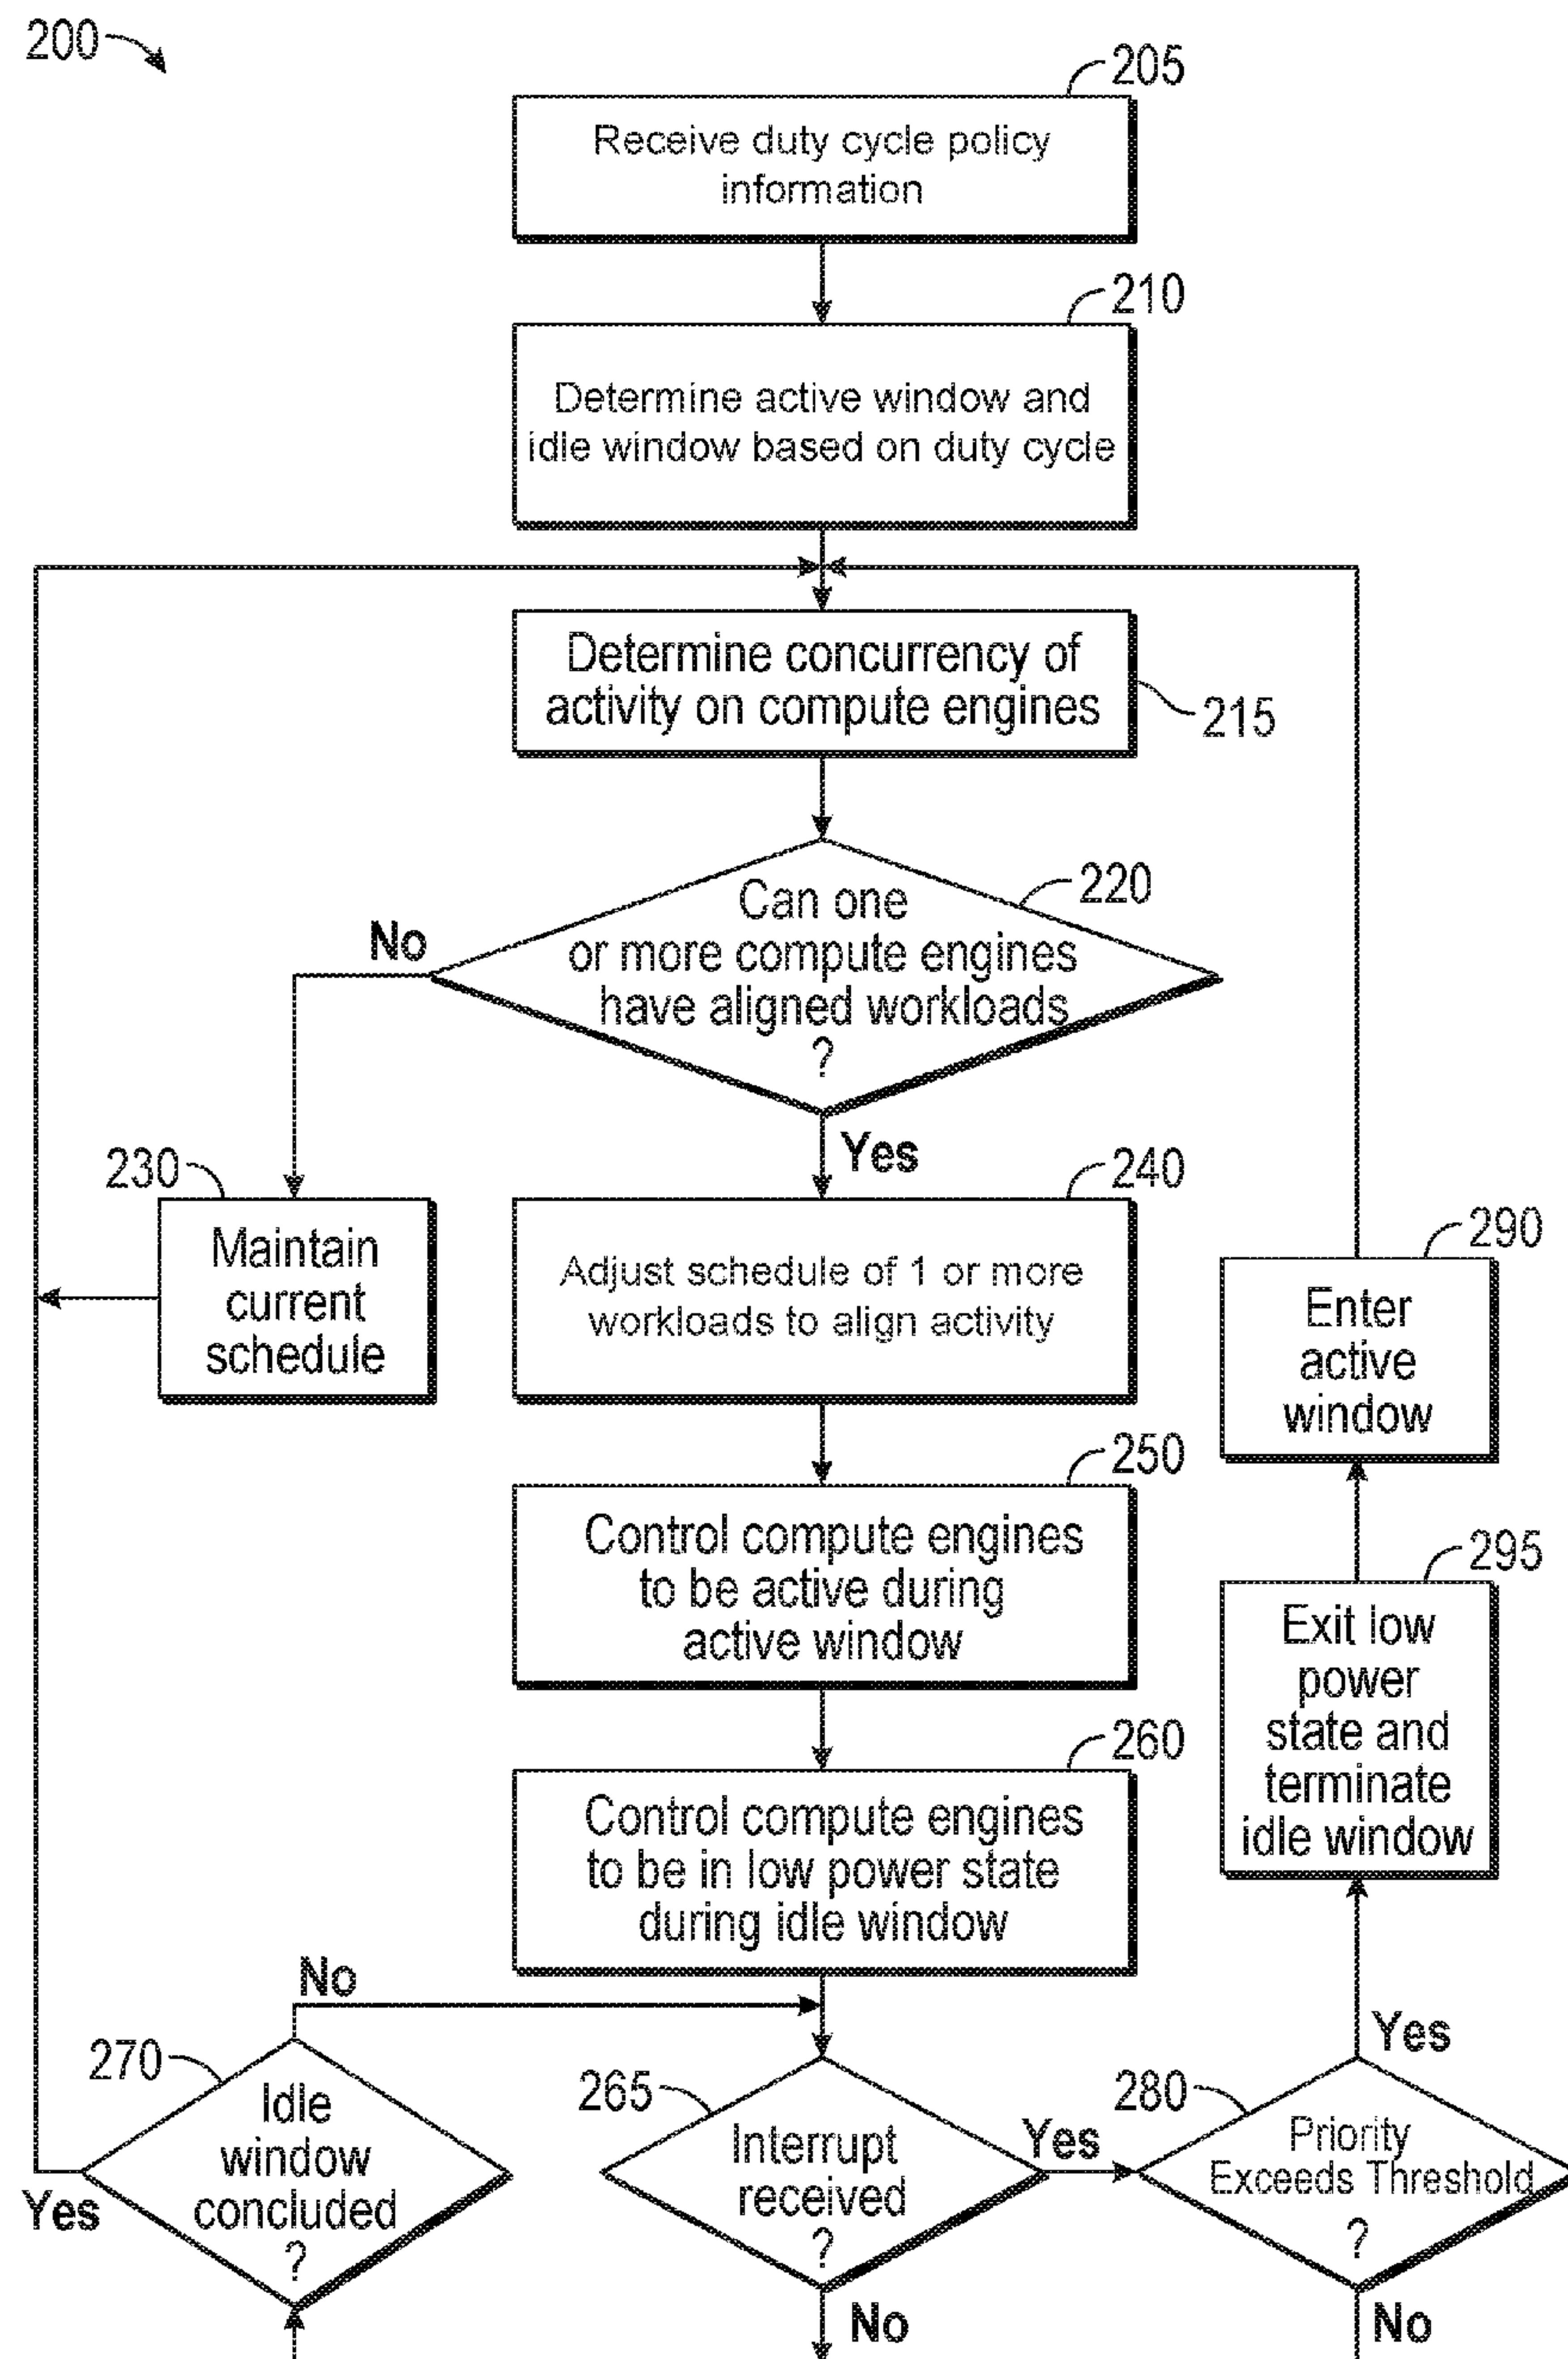 200
205
Receive duty cycle policy
information
210
Determine active window and
idle window based on duty cycle
Determine concurrency of
activity on compute engines
215
220
Can one
or more compute engines
have aligned workloads
?
No
Yes
230
Maintain
current
schedule
240
Adjust schedule of 1 or more
workloads to align activity
290
Enter
active
window
250
Control compute engines
to be active during
active window
295
Exit low
power
state and
terminate
idle window
260
Control compute engines
to be in low power state
during idle window
No
270
Idle
window
concluded
?
Yes
265
Interrupt
received
?
Yes
No
280
Priority
Exceeds Threshold
?
Yes
No